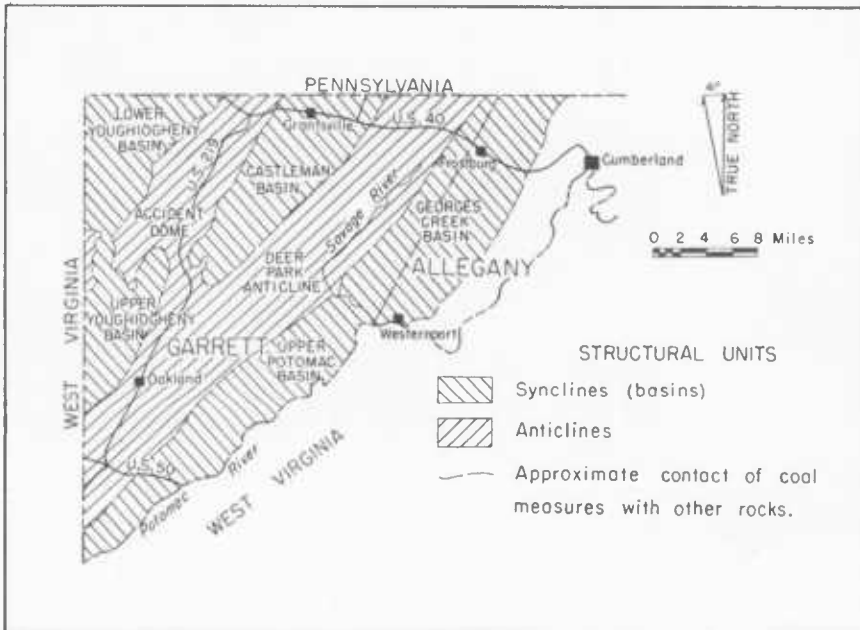 PENNSYLVANIA
4°
TRUE NORTH
LOWER
YOUGHIOGHENY
BASIN
Grantsville
U.S. 40
U.S. 219
CASTLEMAN
BASIN
Frostburg
Cumberland
ACCIDENT
DOME
Savage River
GEORGES
CREEK
BASIN
0 2 4 6 8 Miles
DEER
PARK
ANTICLINE
ALLEGANY
WEST VIRGINIA
UPPER
YOUGHIOGHENY
BASIN
GARRETT
Westernport
UPPER
POTOMAC
BASIN
Oakland
U.S. 50
Potomac River
WEST VIRGINIA
STRUCTURAL UNITS
Synclines (basins)
Anticlines
Approximate contact of coal
measures with other rocks.